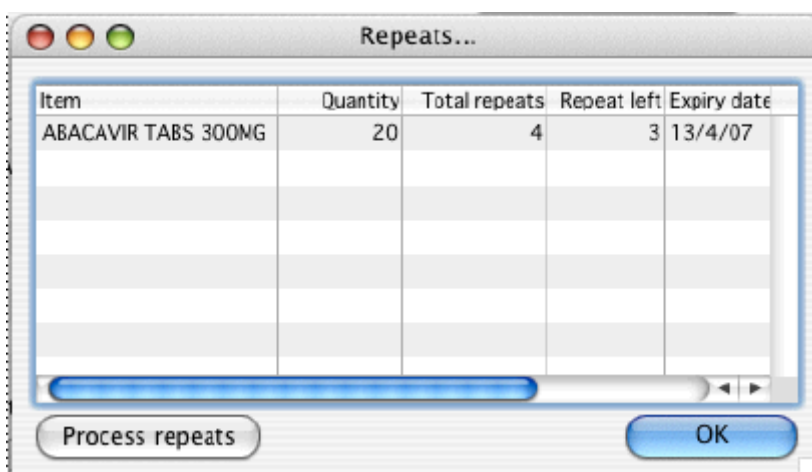 Repeats...
Item Quantity Total repeats Repeat left Expiry date
ABACAVIR TABS 300MG 20 4 3 13/4/07
Process repeats OK